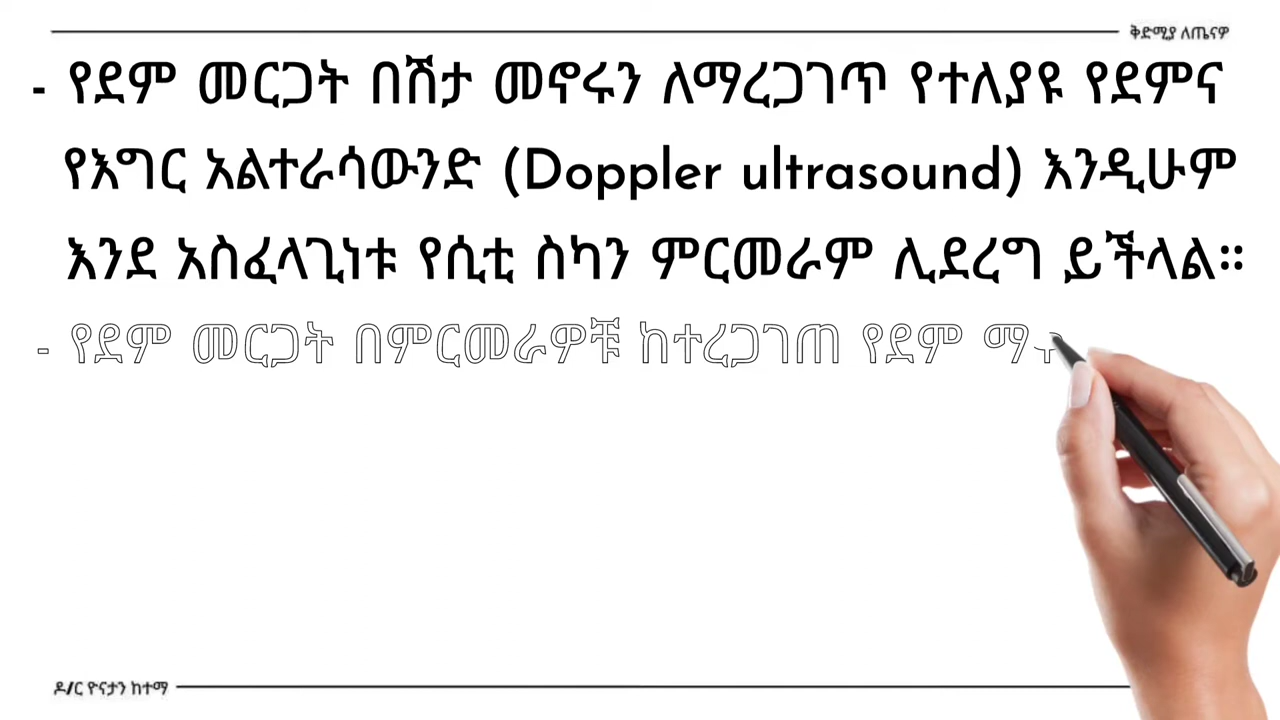 ቅድሚያ ለጤናዎ
- የደም መርጋት በሽታ መኖሩን ለማረጋገጥ የተለያዩ የደምና
የእግር አልተራሳውንድ (Doppler ultrasound) እንዲሁም
እንደ አስፈላጊነቱ የሲቲ ስካን ምርመራም ሊደረግ ይችላል።
- የደም መርጋት በምርመራዎቹ ከተረጋገጠ የደም
ዶ/ር ዮናታን ከተማ